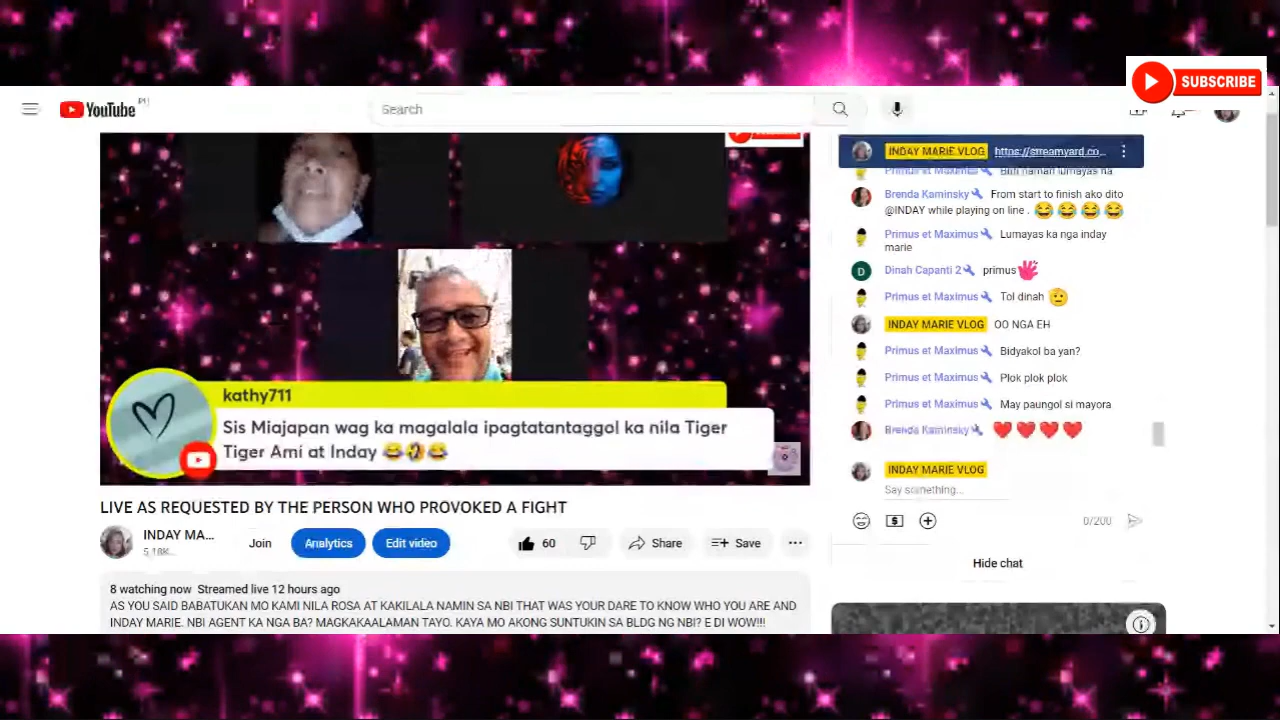 SUBSCRIBE
YouTube PH
Search
INDAY MARIE VLOG https://streamyard.co...
Primus et Maximus
Brenda Kaminsky From start to finish ako dito
@INDAY while playing on line . 😂😂😂😂
Primus et Maximus Lumayas ka nga inday
marie
D Dinah Capanti 2 primus
Primus et Maximus Tol dinah 🫡
INDAY MARIE VLOG OO NGA EH
Primus et Maximus Bidyakol ba yan?
Primus et Maximus Plok plok plok
Primus et Maximus May paungol si mayora
Brenda Kaminsky ❤️❤️❤️❤️
INDAY MARIE VLOG
Say something...
0/200
Hide chat
kathy711
Sis Miajapan wag ka magalala ipagtatantaggol ka nila Tiger
Tiger Ami at Inday 😂🤣😂
LIVE AS REQUESTED BY THE PERSON WHO PROVOKED A FIGHT
INDAY MA... Join Analytics Edit video 60 Share Save ...
5.18K...
8 watching now Streamed live 12 hours ago
AS YOU SAID BABATUKAN MO KAMI NILA ROSA AT KAKILALA NAMIN SA NBI THAT WAS YOUR DARE TO KNOW WHO YOU ARE AND
INDAY MARIE. NBI AGENT KA NGA BA? MAGKAKAALAMAN TAYO. KAYA MO AKONG SUNTUKIN SA BLDG NG NBI? E DI WOW!!!